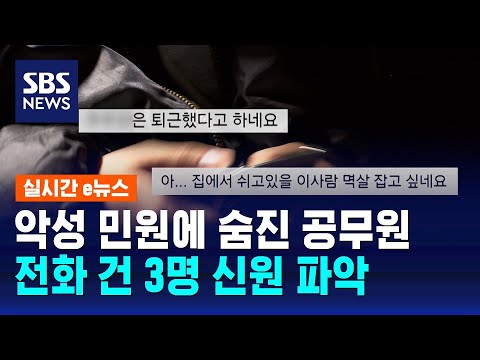 SBS
NEWS
은 퇴근했다고 하네요
아... 집에서 쉬고있을 이사람 멱살 잡고 싶네요
실시간 e뉴스
악성 민원에 숨진 공무원
전화 건 3명 신원 파악